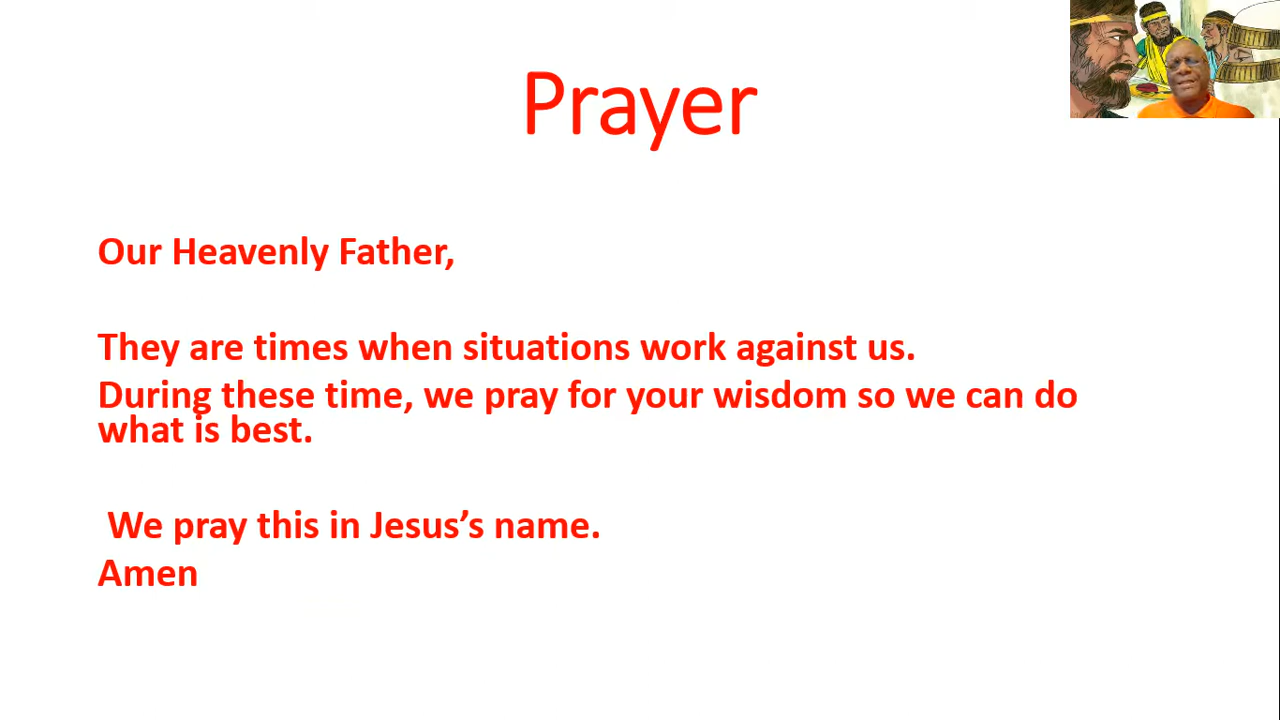 Prayer
Our Heavenly Father,
They are times when situations work against us.
During these time, we pray for your wisdom so we can do
what is best.
We pray this in Jesus’s name.
Amen